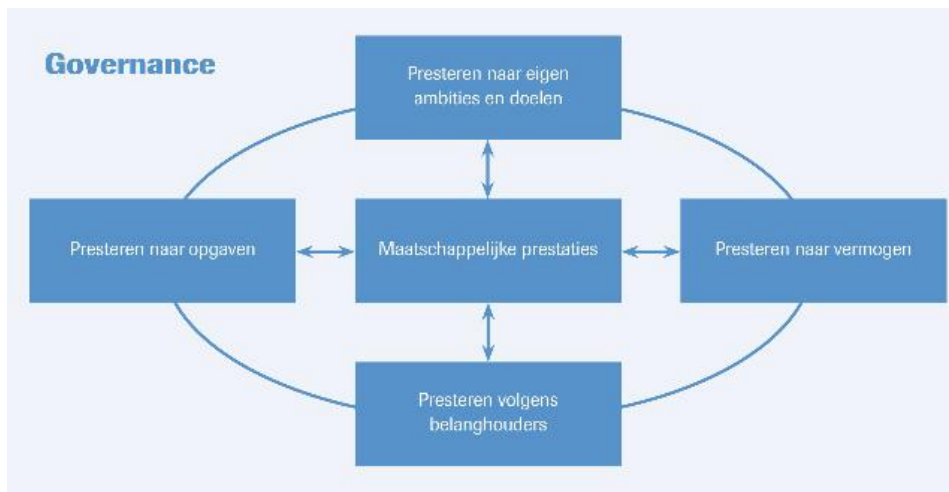 Governance
Presteren naar eigen
ambities en doelen
Presteren naar opgaven
Maatschappelijke prestaties
Presteren naar vermogen
Presteren volgens
belanghouders